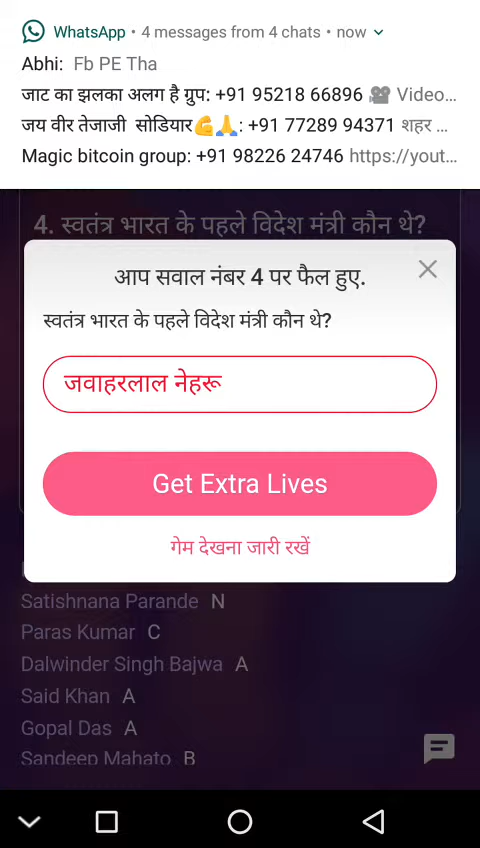 WhatsApp • 4 messages from 4 chats • now
Abhi: Fb PE Tha
जाट का झलका अलग है ग्रुप: +91 95218 66896 🎥 Video...
जय वीर तेजाजी सोडियार💪🙏: +91 77289 94371 शहर ...
Magic bitcoin group: +91 98226 24746 https://yout...
4. स्वतंत्र भारत के पहले विदेश मंत्री कौन थे?
आप सवाल नंबर 4 पर फैल हुए.
स्वतंत्र भारत के पहले विदेश मंत्री कौन थे?
जवाहरलाल नेहरू
Get Extra Lives
गेम देखना जारी रखें
Satishnana Parande N
Paras Kumar C
Dalwinder Singh Bajwa A
Said Khan A
Gopal Das A
Sandeep Mahato B